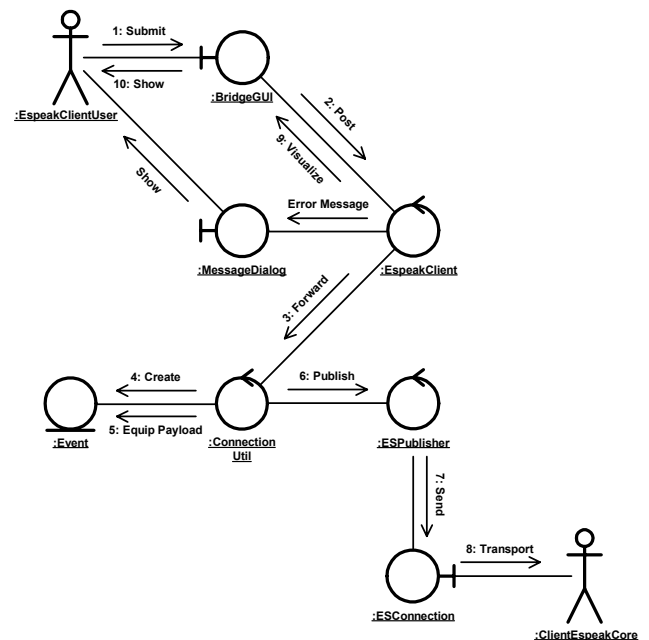 1: Submit
10: Show
:EspeakClientUser
:BridgeGUI
2: Post
9: Visualize
Show
Error Message
:MessageDialog
:EspeakClient
3: Forward
4: Create
6: Publish
5: Equip Payload
:Event
:Connection
Util
:ESPublisher
7: Send
8: Transport
:ESConnection
:ClientEspeakCore